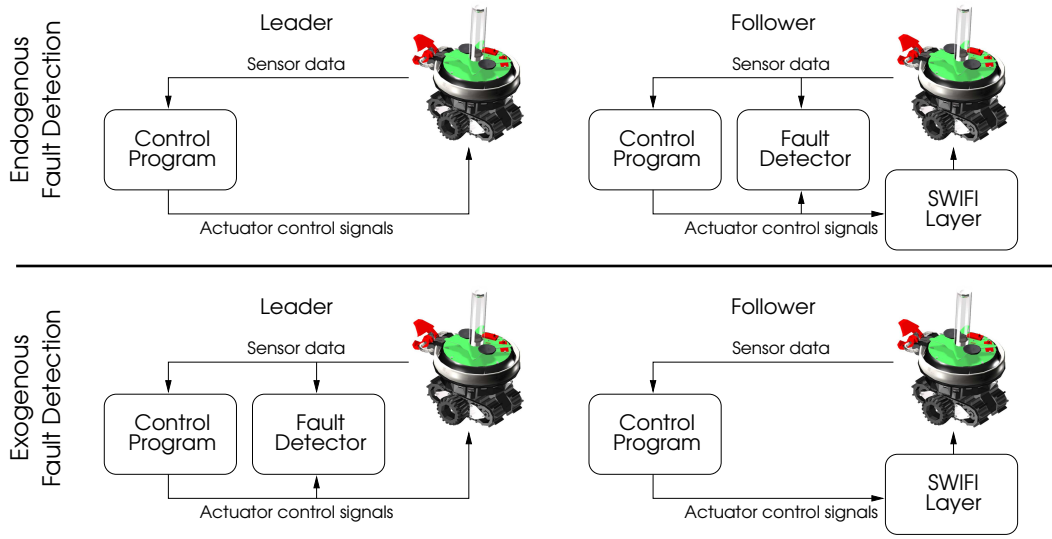 Endogenous
Fault Detection
Leader
Sensor data
Control
Program
Actuator control signals
Follower
Sensor data
Control
Program
Fault
Detector
Actuator control signals
SWIFI
Layer
Exogenous
Fault Detection
Leader
Sensor data
Control
Program
Fault
Detector
Actuator control signals
Follower
Sensor data
Control
Program
Actuator control signals
SWIFI
Layer